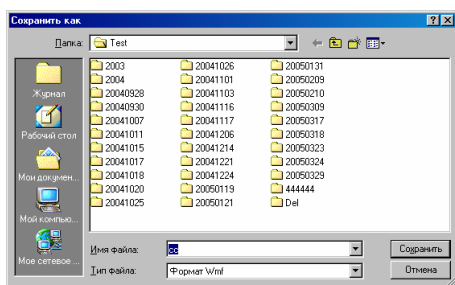 Сохранить как
Папка: Test
2003 20041026 20050131
2004 20041101 20050209
20040928 20041103 20050210
20040930 20041116 20050309
20041007 20041117 20050317
20041011 20041206 20050318
20041015 20041214 20050323
20041017 20041221 20050324
20041018 20041224 20050329
20041020 20050119 444444
20041025 20050121 Del
Журнал
Рабочий стол
Мои докумен...
Мой компью...
Мое сетевое ...
Имя файла: cc Сохранить
Тип файла: Формат Wmf Отмена